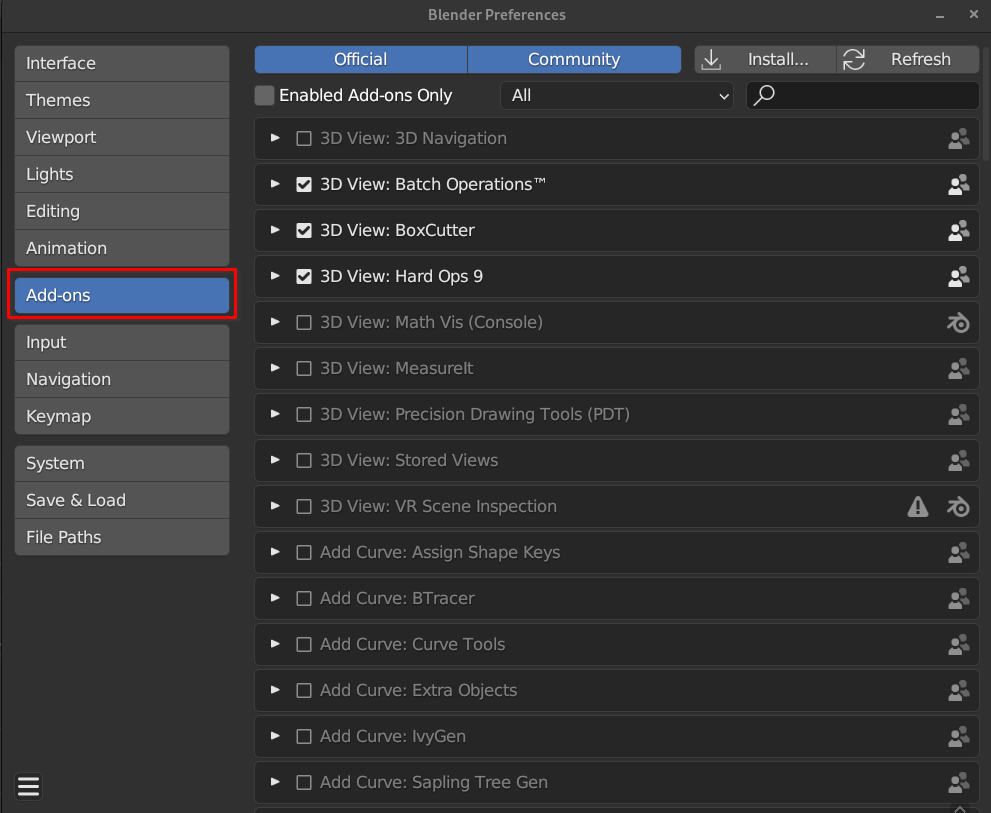 Blender Preferences
Interface
Themes
Viewport
Lights
Editing
Animation
Add-ons
Input
Navigation
Keymap
System
Save & Load
File Paths
Official Community Install... Refresh
Enabled Add-ons Only All
3D View: 3D Navigation
3D View: Batch Operations™
3D View: BoxCutter
3D View: Hard Ops 9
3D View: Math Vis (Console)
3D View: MeasureIt
3D View: Precision Drawing Tools (PDT)
3D View: Stored Views
3D View: VR Scene Inspection
Add Curve: Assign Shape Keys
Add Curve: BTracer
Add Curve: Curve Tools
Add Curve: Extra Objects
Add Curve: IvyGen
Add Curve: Sapling Tree Gen